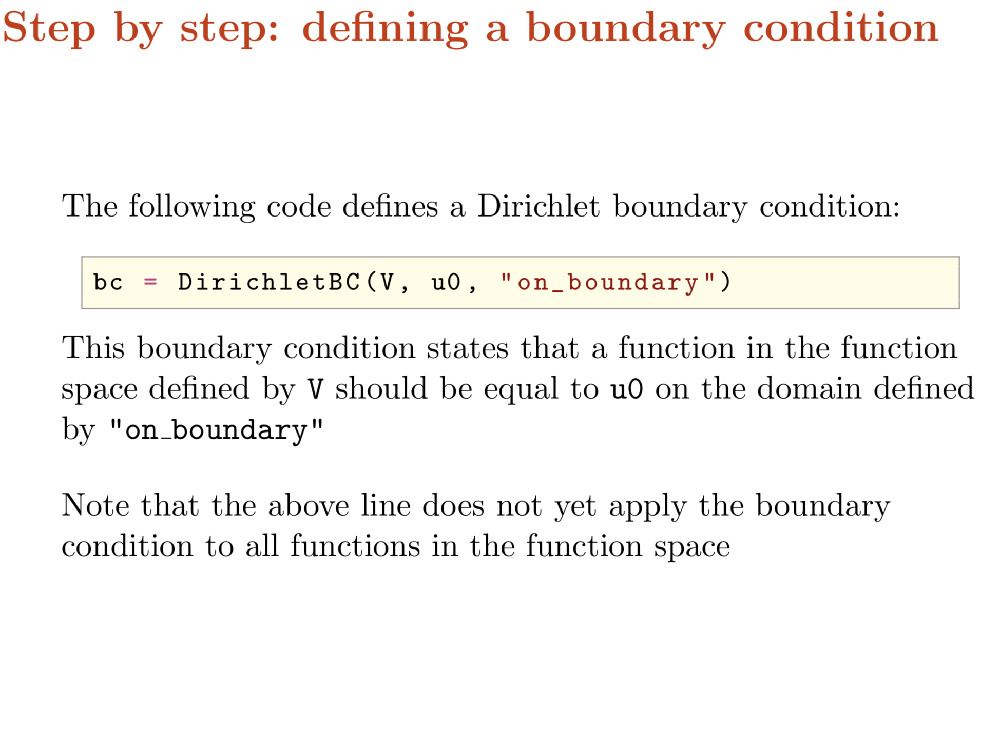 Step by step: defining a boundary condition
The following code defines a Dirichlet boundary condition:
bc = DirichletBC(V, u0, "on_boundary")
This boundary condition states that a function in the function
space defined by V should be equal to u0 on the domain defined
by "on_boundary"
Note that the above line does not yet apply the boundary
condition to all functions in the function space